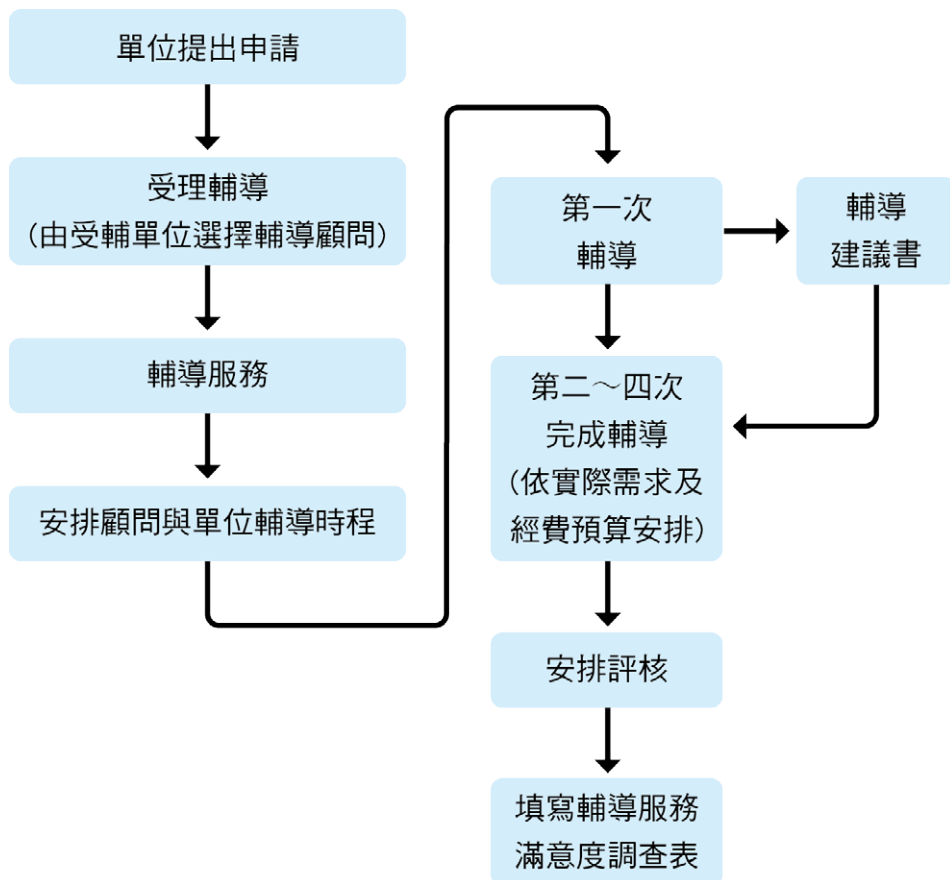 單位提出申請
受理輔導
(由受輔單位選擇輔導顧問)
輔導服務
安排顧問與單位輔導時程
第一次
輔導
輔導
建議書
第二～四次
完成輔導
(依實際需求及
經費預算安排)
安排評核
填寫輔導服務
滿意度調查表